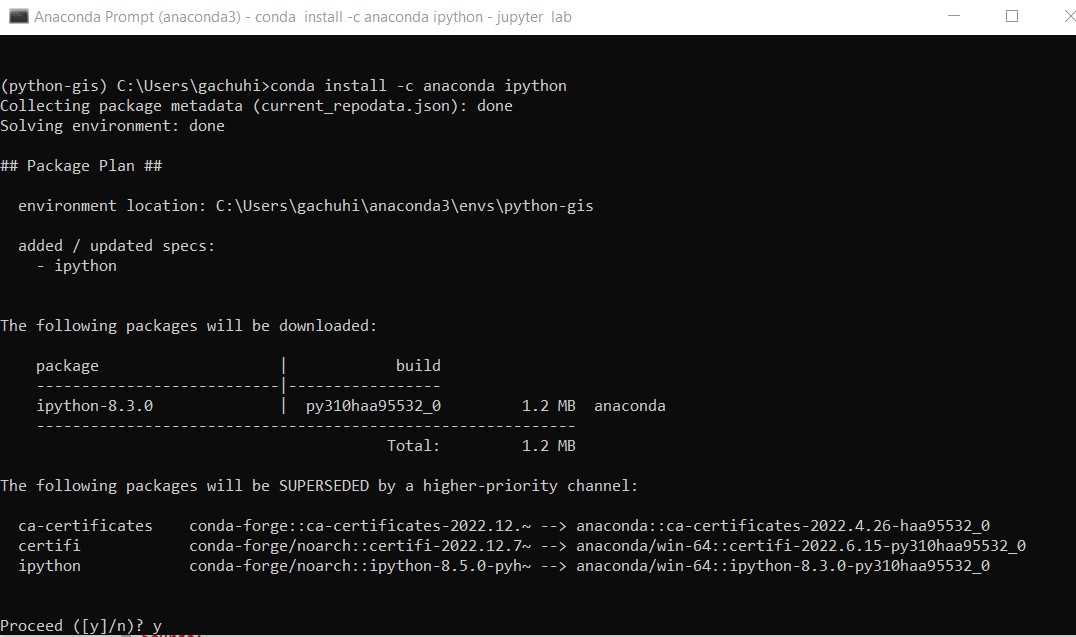 Anaconda Prompt (anaconda3) - conda  install -c anaconda ipython - jupyter  lab
(python-gis) C:\Users\gachuhi>conda install -c anaconda ipython
Collecting package metadata (current_repodata.json): done
Solving environment: done
## Package Plan ##
  environment location: C:\Users\gachuhi\anaconda3\envs\python-gis
  added / updated specs:
    - ipython
The following packages will be downloaded:
    package                    |            build
    ---------------------------|-----------------
    ipython-8.3.0              |  py310haa95532_0         1.2 MB  anaconda
    ------------------------------------------------------------
                                           Total:         1.2 MB
The following packages will be SUPERSEDED by a higher-priority channel:
  ca-certificates    conda-forge::ca-certificates-2022.12.~ --> anaconda::ca-certificates-2022.4.26-haa95532_0
  certifi            conda-forge/noarch::certifi-2022.12.7~ --> anaconda/win-64::certifi-2022.6.15-py310haa95532_0
  ipython            conda-forge/noarch::ipython-8.5.0-pyh~ --> anaconda/win-64::ipython-8.3.0-py310haa95532_0
Proceed ([y]/n)? y